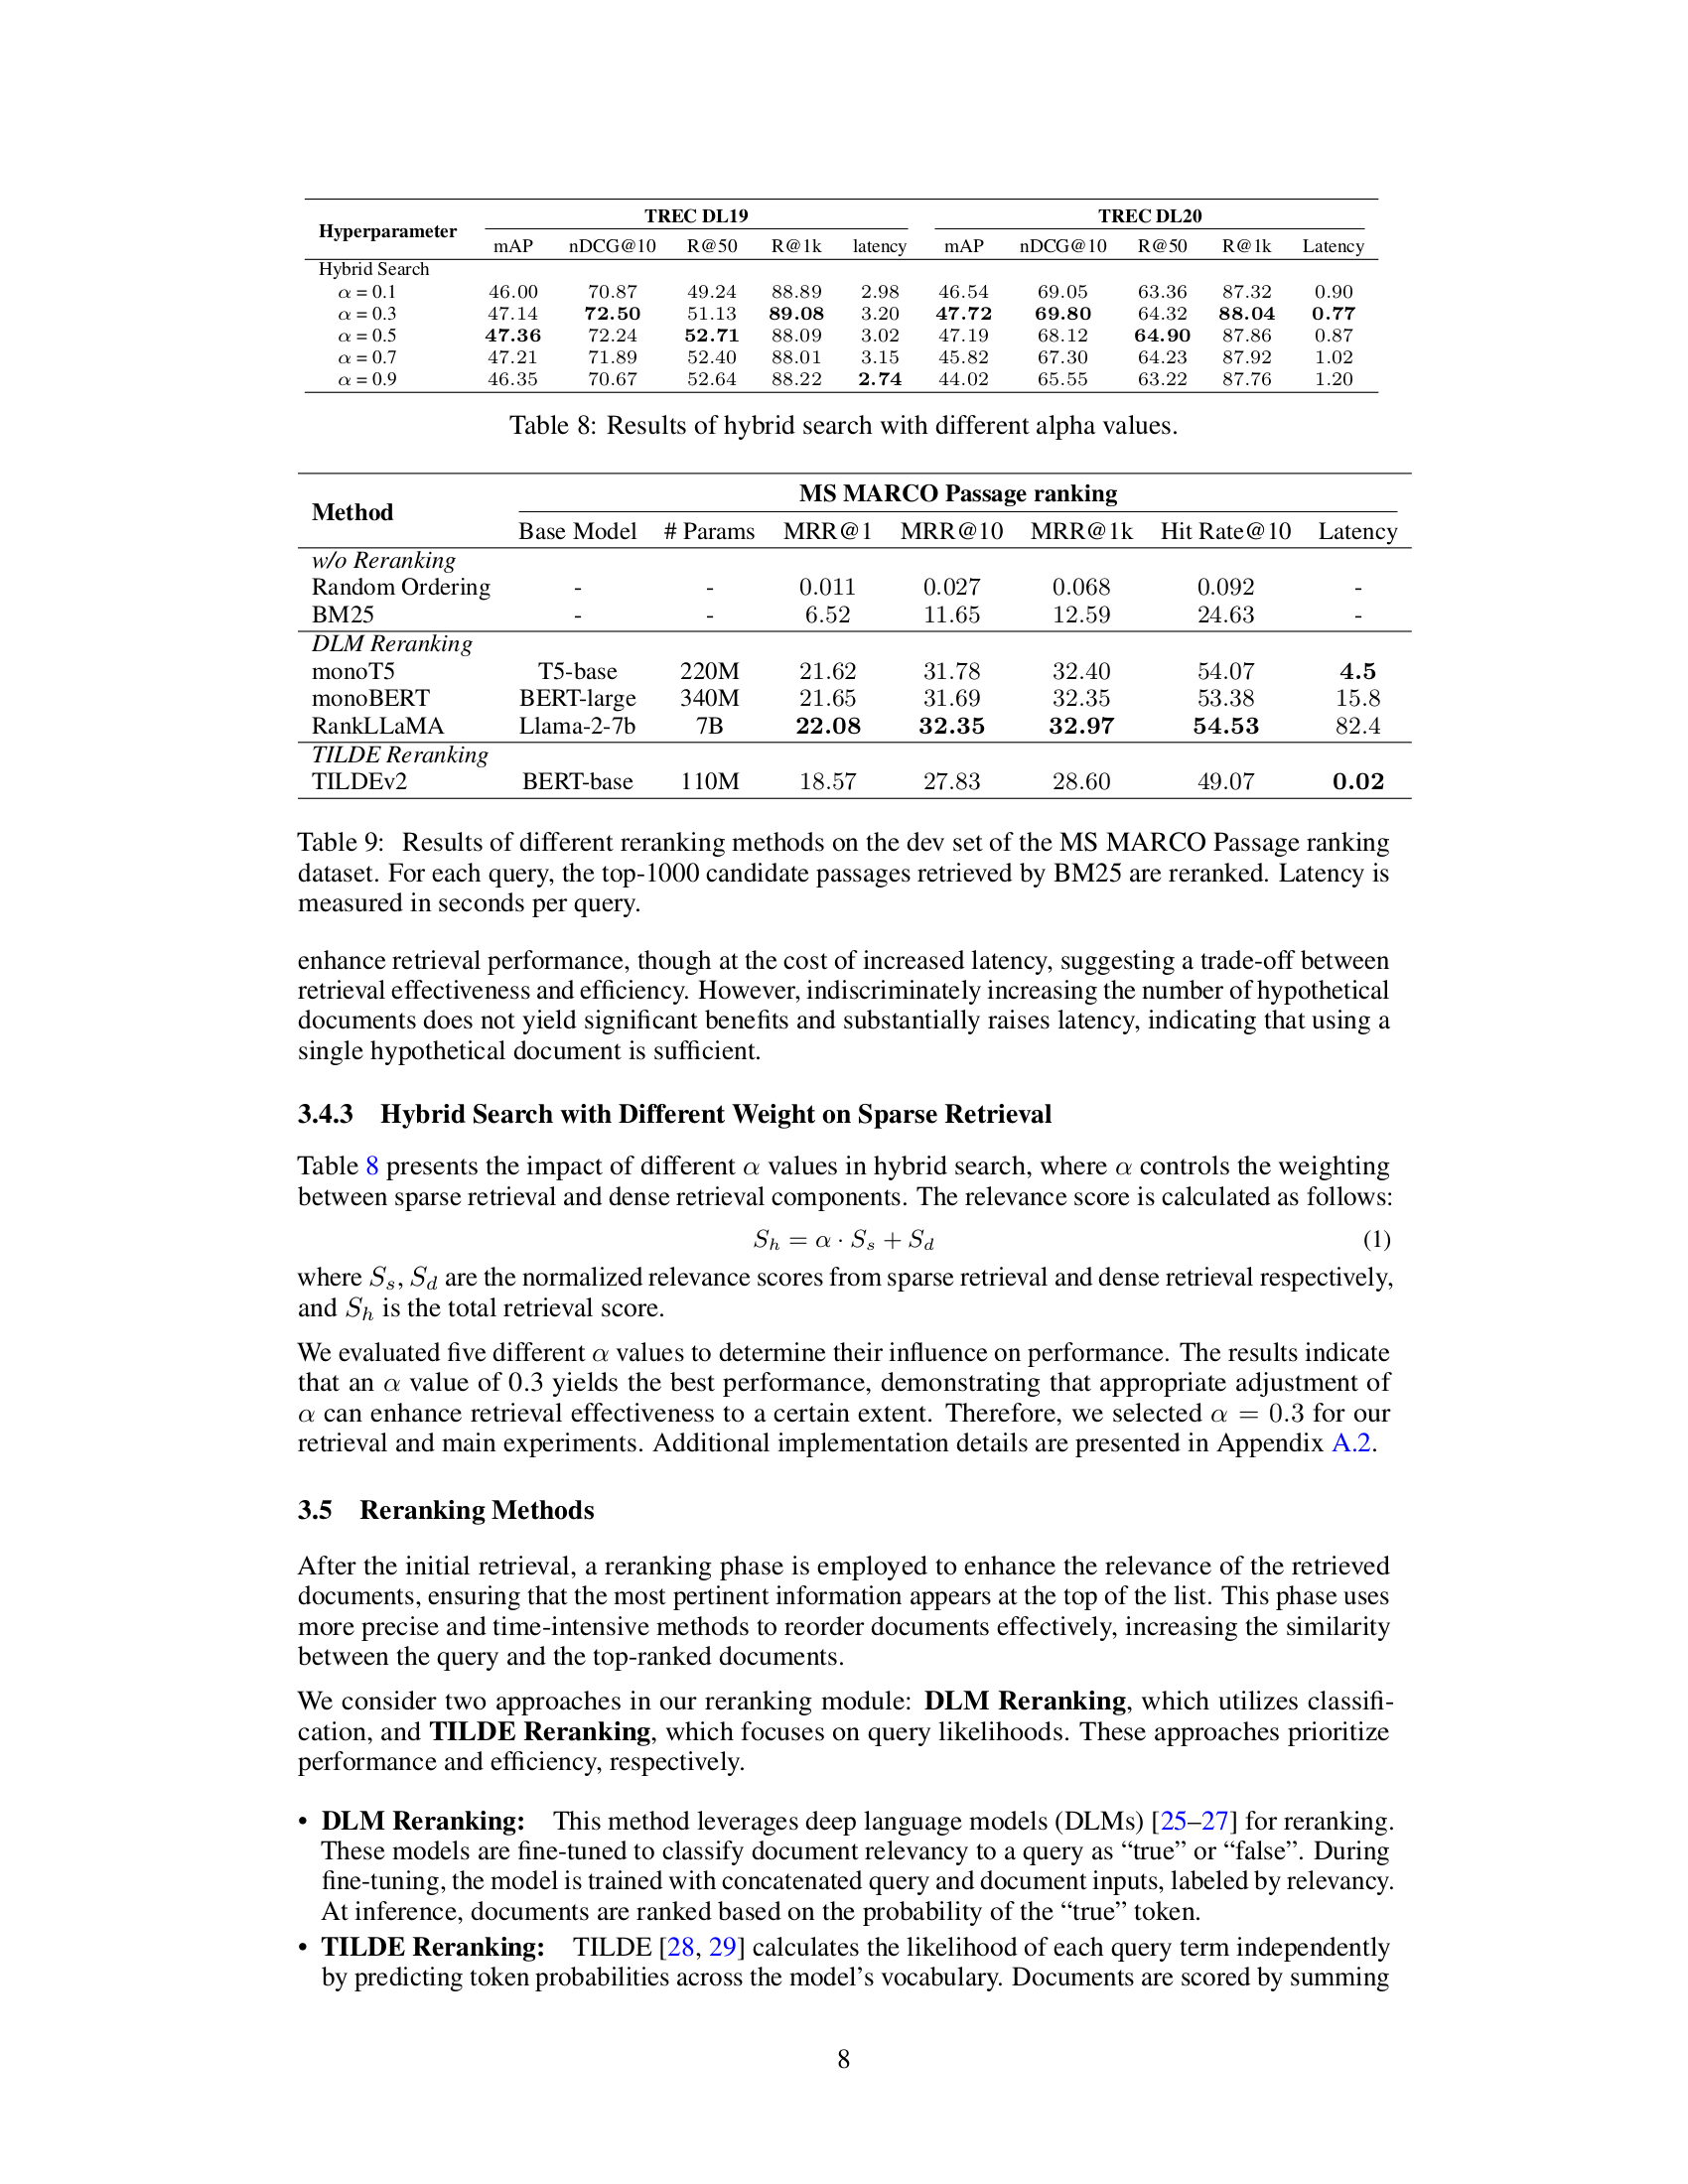 TREC DL19 TREC DL20
Hyperparameter
mAP nDCG@10 R@50 R@1k latency mAP nDCG@10 R@50 R@1k Latency
Hybrid Search
α = 0.1 46.00 70.87 49.24 88.89 2.98 46.54 69.05 63.36 87.32 0.90
α = 0.3 47.14 72.50 51.13 89.08 3.20 47.72 69.80 64.32 88.04 0.77
α = 0.5 47.36 72.24 52.71 88.09 3.02 47.19 68.12 64.90 87.86 0.87
α = 0.7 47.21 71.89 52.40 88.01 3.15 45.82 67.30 64.23 87.92 1.02
α = 0.9 46.35 70.67 52.64 88.22 2.74 44.02 65.55 63.22 87.76 1.20
Table 8: Results of hybrid search with different alpha values.
MS MARCO Passage ranking
Method
Base Model # Params MRR@1 MRR@10 MRR@1k Hit Rate@10 Latency
w/o Reranking
Random Ordering - - 0.011 0.027 0.068 0.092 -
BM25 - - 6.52 11.65 12.59 24.63 -
DLM Reranking
monoT5 T5-base 220M 21.62 31.78 32.40 54.07 4.5
monoBERT BERT-large 340M 21.65 31.69 32.35 53.38 15.8
RankLLaMA Llama-2-7b 7B 22.08 32.35 32.97 54.53 82.4
TILDE Reranking
TILDEv2 BERT-base 110M 18.57 27.83 28.60 49.07 0.02
Table 9: Results of different reranking methods on the dev set of the MS MARCO Passage ranking
dataset. For each query, the top-1000 candidate passages retrieved by BM25 are reranked. Latency is
measured in seconds per query.
enhance retrieval performance, though at the cost of increased latency, suggesting a trade-off between
retrieval effectiveness and efficiency. However, indiscriminately increasing the number of hypothetical
documents does not yield significant benefits and substantially raises latency, indicating that using a
single hypothetical document is sufficient.
3.4.3 Hybrid Search with Different Weight on Sparse Retrieval
Table 8 presents the impact of different α values in hybrid search, where α controls the weighting
between sparse retrieval and dense retrieval components. The relevance score is calculated as follows:
S_h = α · S_s + S_d (1)
where S_s, S_d are the normalized relevance scores from sparse retrieval and dense retrieval respectively,
and S_h is the total retrieval score.
We evaluated five different α values to determine their influence on performance. The results indicate
that an α value of 0.3 yields the best performance, demonstrating that appropriate adjustment of
α can enhance retrieval effectiveness to a certain extent. Therefore, we selected α = 0.3 for our
retrieval and main experiments. Additional implementation details are presented in Appendix A.2.
3.5 Reranking Methods
After the initial retrieval, a reranking phase is employed to enhance the relevance of the retrieved
documents, ensuring that the most pertinent information appears at the top of the list. This phase uses
more precise and time-intensive methods to reorder documents effectively, increasing the similarity
between the query and the top-ranked documents.
We consider two approaches in our reranking module: DLM Reranking, which utilizes classifi-
cation, and TILDE Reranking, which focuses on query likelihoods. These approaches prioritize
performance and efficiency, respectively.
• DLM Reranking: This method leverages deep language models (DLMs) [25–27] for reranking.
These models are fine-tuned to classify document relevancy to a query as “true” or “false”. During
fine-tuning, the model is trained with concatenated query and document inputs, labeled by relevancy.
At inference, documents are ranked based on the probability of the “true” token.
• TILDE Reranking: TILDE [28, 29] calculates the likelihood of each query term independently
by predicting token probabilities across the model’s vocabulary. Documents are scored by summing
8